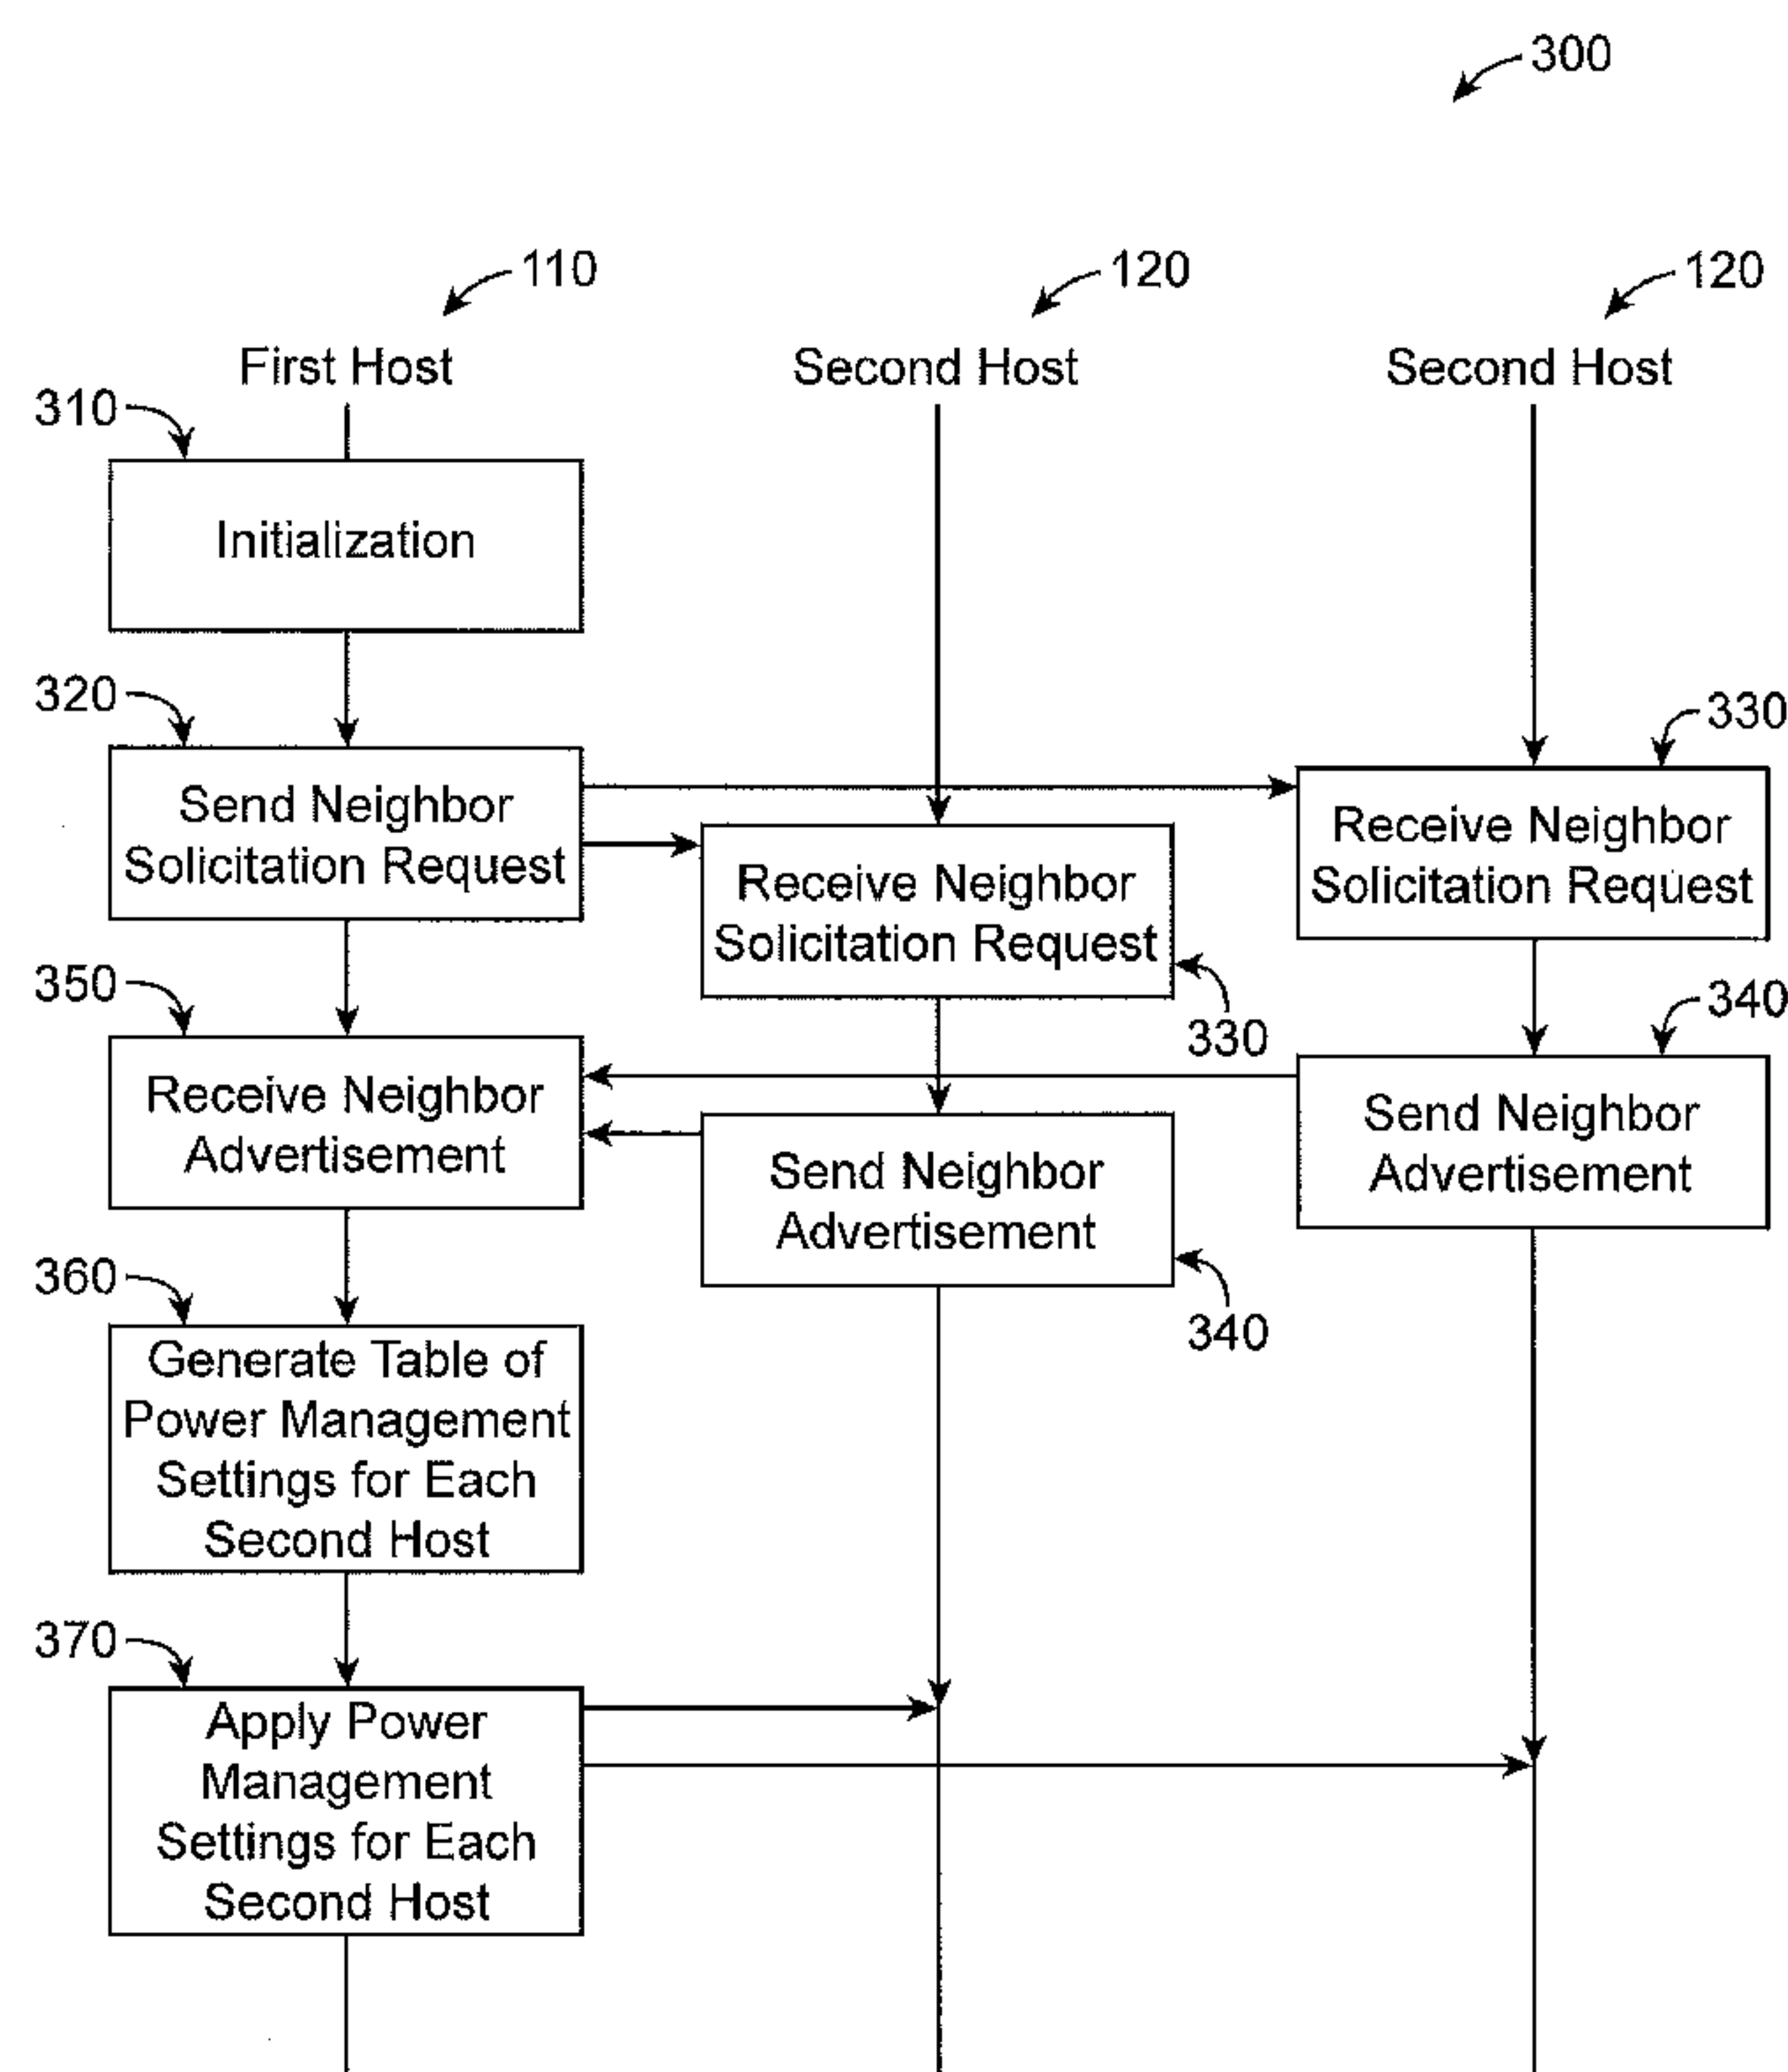 300
110
120
120
First Host
Second Host
Second Host
310
Initialization
320
330
Send Neighbor
Solicitation Request
Receive Neighbor
Solicitation Request
Receive Neighbor
Solicitation Request
350
330
340
Receive Neighbor
Advertisement
Send Neighbor
Advertisement
Send Neighbor
Advertisement
360
340
Generate Table of
Power Management
Settings for Each
Second Host
370
Apply Power
Management
Settings for Each
Second Host